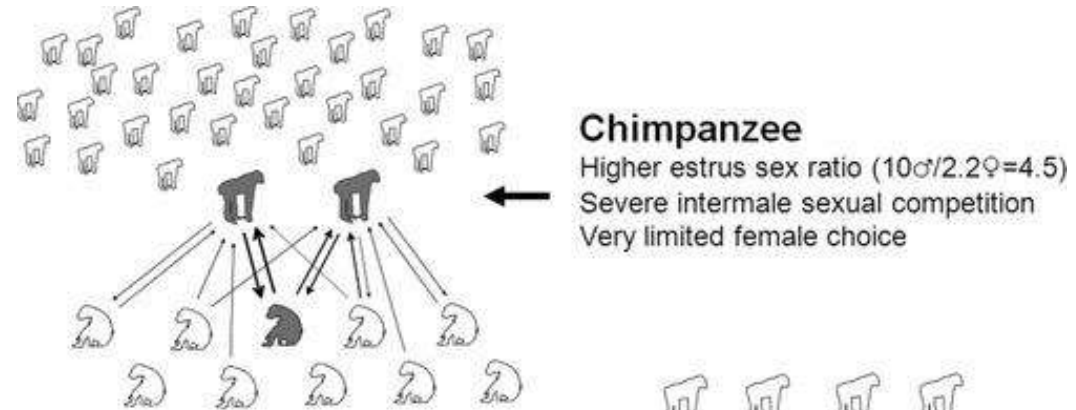 Chimpanzee
Higher estrus sex ratio (10♂/2.2♀=4.5)
Severe intermale sexual competition
Very limited female choice